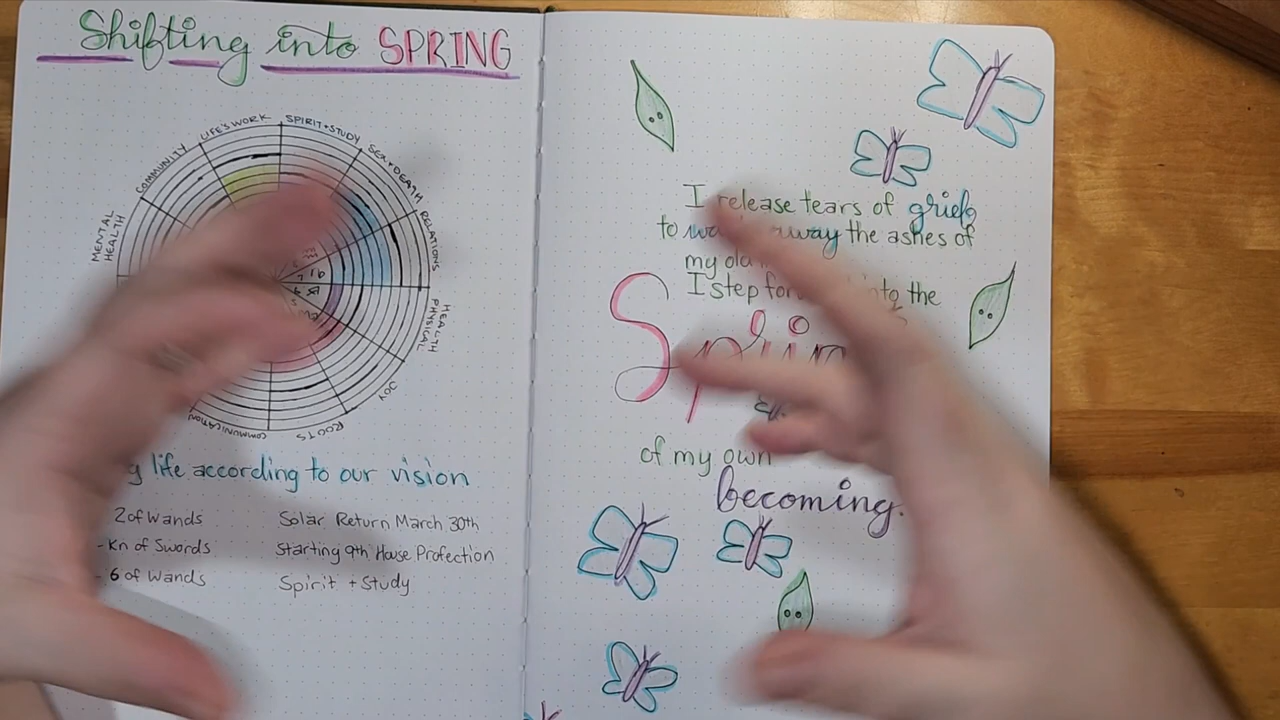 Shifting into SPRING
LIFE'S WORK
SPIRIT + STUDY
COMMUNITY
SEX + DEATH
MENTAL
HEALTH
RELATIONS
HEALTH
PHYSICAL
JOY
ROOTS
COMMUNICATION
life according to our vision
2 of Wands
- Kn of Swords
- 6 of Wands
Solar Return March 30th
Starting 9th House Profection
Spirit + Study
I release tears of grief
to away the ashes of
my old
I step into the
of my own
becoming.